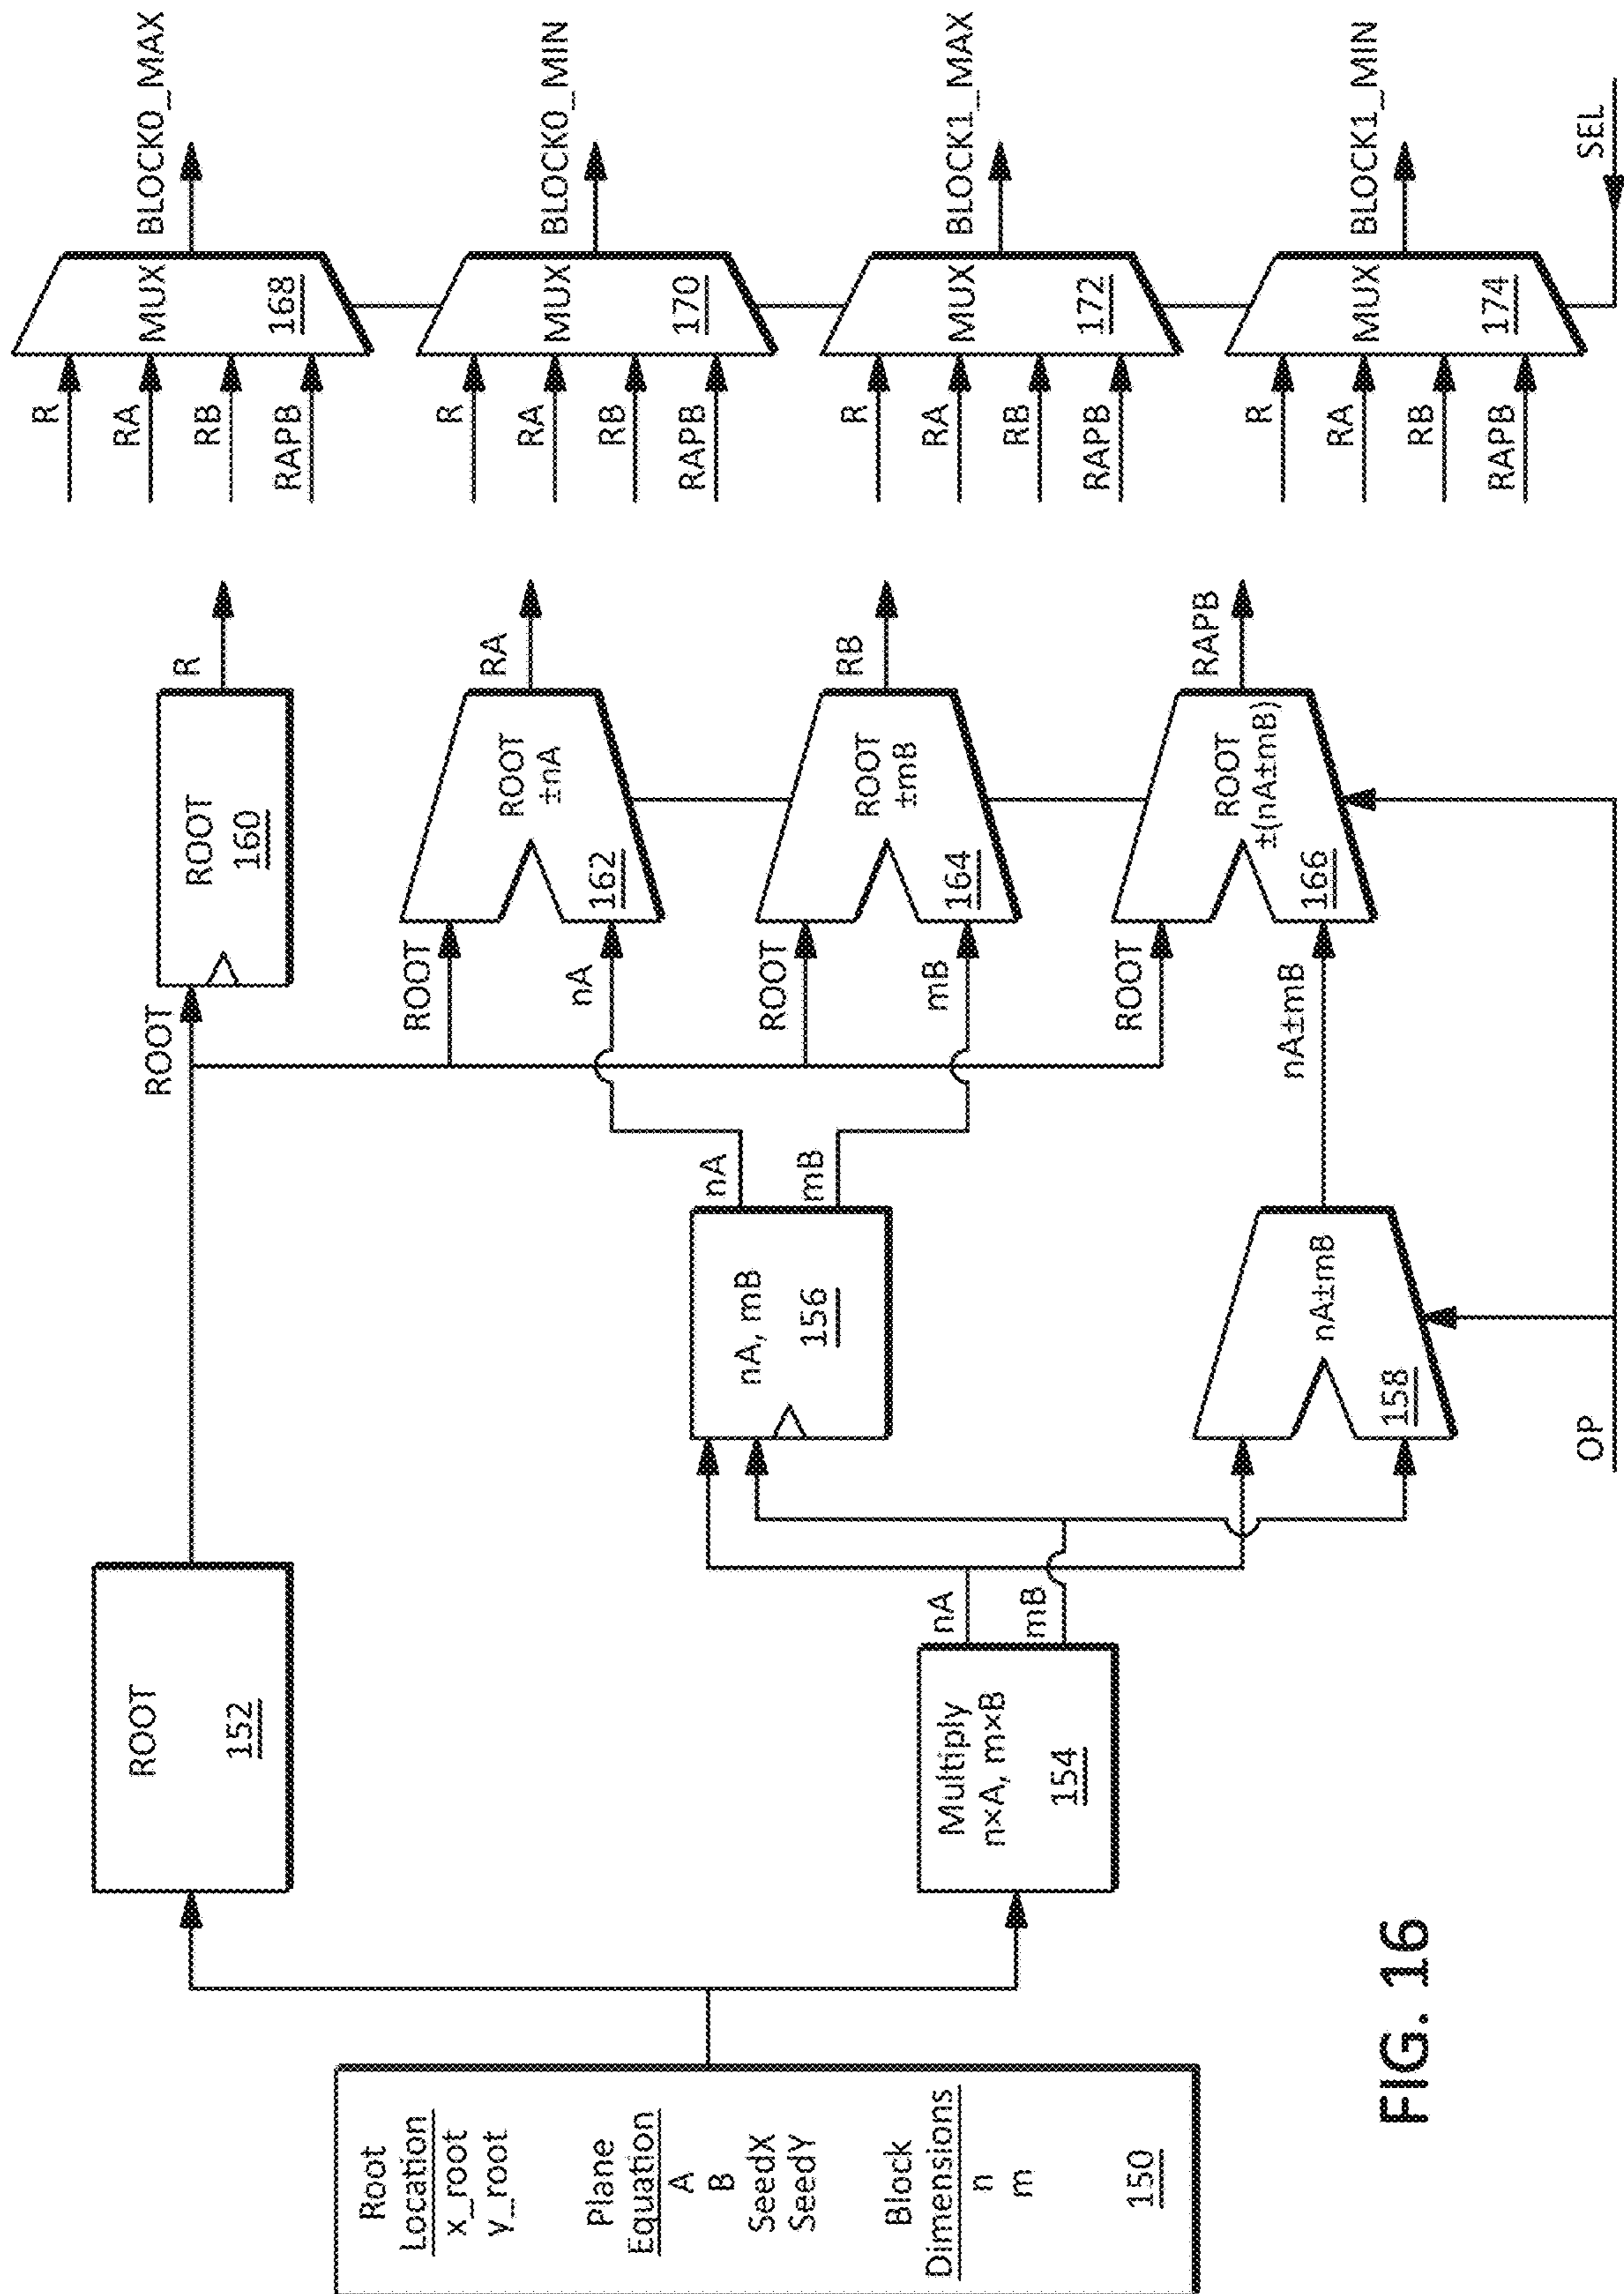 Root
Location
x_root
y_root
Plane
Equation
A
B
SeedX
SeedY
Block
Dimensions
n
m
150
ROOT
152
Multiply
n×A, m×B
154
nA
mB
nA, mB
156
nA
mB
nA±mB
158
OP
ROOT
ROOT
160
R
ROOT
nA
ROOT
±nA
162
RA
ROOT
mB
ROOT
±mB
164
RB
ROOT
nA±mB
ROOT
±(nA±mB)
166
RAPB
R
RA
RB
RAPB
MUX
168
BLOCK0_MAX
R
RA
RB
RAPB
MUX
170
BLOCK0_MIN
R
RA
RB
RAPB
MUX
172
BLOCK1_MAX
R
RA
RB
RAPB
MUX
174
BLOCK1_MIN
SEL
FIG. 16